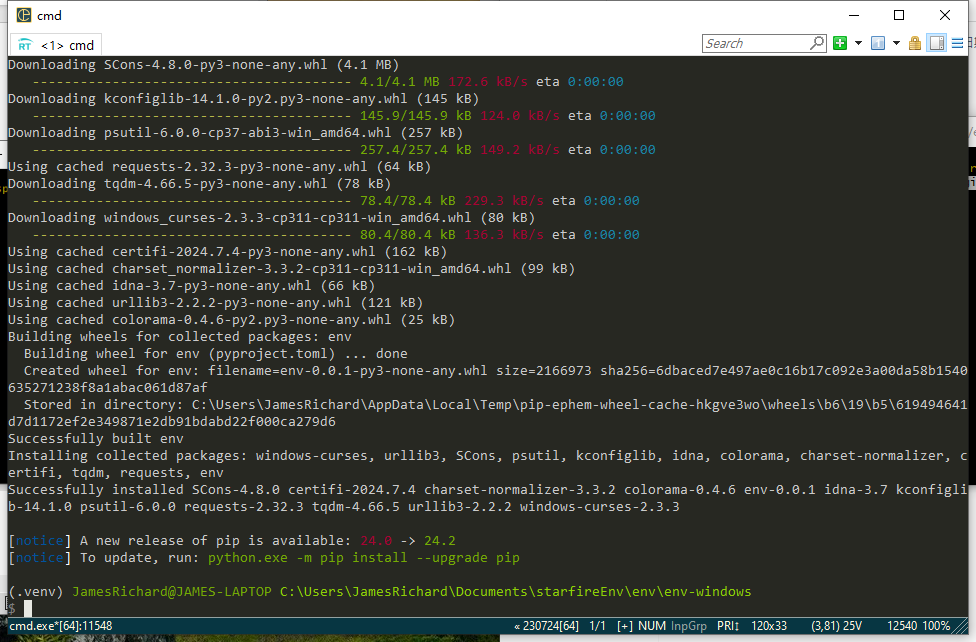 cmd
<1> cmd
Search
Downloading SCons-4.8.0-py3-none-any.whl (4.1 MB)
---------------------------------------- 4.1/4.1 MB 172.6 kB/s eta 0:00:00
Downloading kconfiglib-14.1.0-py2.py3-none-any.whl (145 kB)
---------------------------------------- 145.9/145.9 kB 124.0 kB/s eta 0:00:00
Downloading psutil-6.0.0-cp37-abi3-win_amd64.whl (257 kB)
---------------------------------------- 257.4/257.4 kB 149.2 kB/s eta 0:00:00
Using cached requests-2.32.3-py3-none-any.whl (64 kB)
Downloading tqdm-4.66.5-py3-none-any.whl (78 kB)
---------------------------------------- 78.4/78.4 kB 229.3 kB/s eta 0:00:00
Downloading windows_curses-2.3.3-cp311-cp311-win_amd64.whl (80 kB)
---------------------------------------- 80.4/80.4 kB 136.3 kB/s eta 0:00:00
Using cached certifi-2024.7.4-py3-none-any.whl (162 kB)
Using cached charset_normalizer-3.3.2-cp311-cp311-win_amd64.whl (99 kB)
Using cached idna-3.7-py3-none-any.whl (66 kB)
Using cached urllib3-2.2.2-py3-none-any.whl (121 kB)
Using cached colorama-0.4.6-py2.py3-none-any.whl (25 kB)
Building wheels for collected packages: env
Building wheel for env (pyproject.toml) ... done
Created wheel for env: filename=env-0.0.1-py3-none-any.whl size=2166973 sha256=6dbaced7e497ae0c16b17c092e3a00da58b1540
635271238f8a1abac061d87af
Stored in directory: C:\Users\JamesRichard\AppData\Local\Temp\pip-ephem-wheel-cache-hkgve3wo\wheels\b6\19\b5\619494641
d7d1172ef2e349871e2db91bdabd22f000ca279d6
Successfully built env
Installing collected packages: windows-curses, urllib3, SCons, psutil, kconfiglib, idna, colorama, charset-normalizer, c
ertifi, tqdm, requests, env
Successfully installed SCons-4.8.0 certifi-2024.7.4 charset-normalizer-3.3.2 colorama-0.4.6 env-0.0.1 idna-3.7 kconfigli
b-14.1.0 psutil-6.0.0 requests-2.32.3 tqdm-4.66.5 urllib3-2.2.2 windows-curses-2.3.3
[notice] A new release of pip is available: 24.0 -> 24.2
[notice] To update, run: python.exe -m pip install --upgrade pip
(.venv) JamesRichard@JAMES-LAPTOP C:\Users\JamesRichard\Documents\starfireEnv\env\env-windows
$
cmd.exe*[64]:11548 « 230724[64] 1/1 [+] NUM InpGrp PRI↕ 120x33 (3,81) 25V 12540 100%